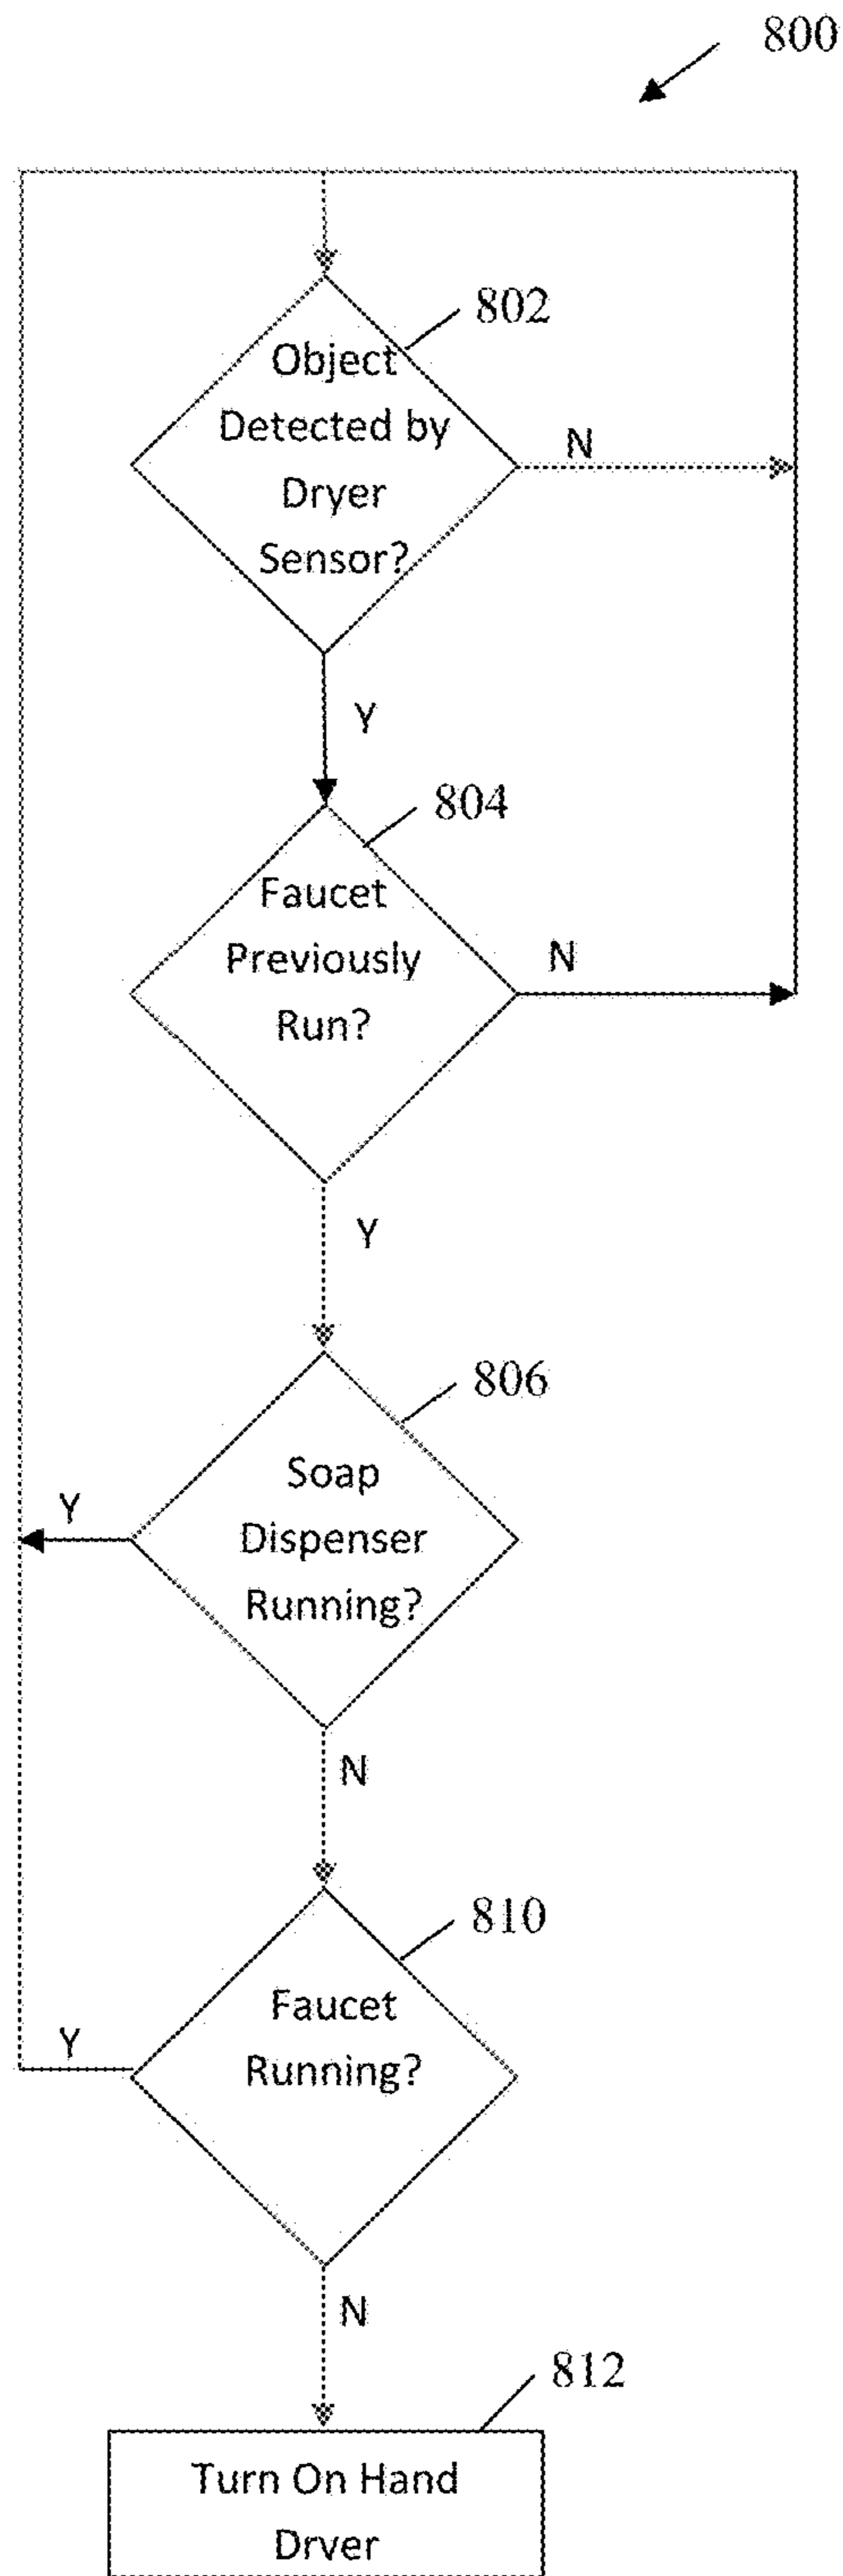 800
802
Object
Detected by
Dryer
Sensor?
N
Y
804
Faucet
Previously
Run?
N
Y
806
Soap
Dispenser
Running?
Y
N
810
Faucet
Running?
Y
N
812
Turn On Hand
Dryer